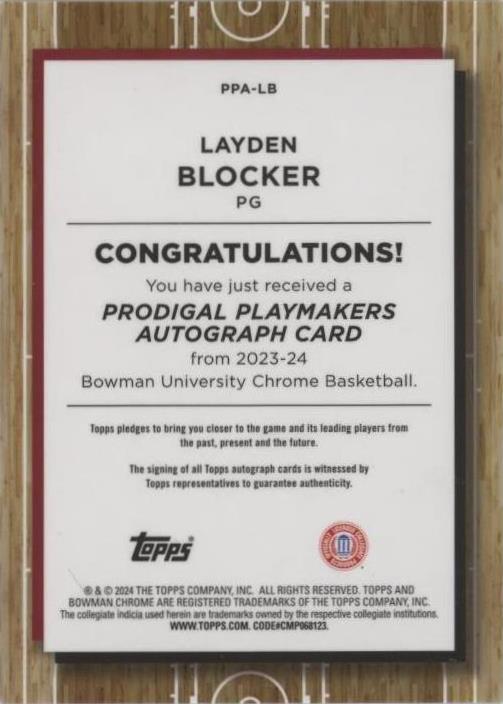 PPA-LB
LAYDEN
BLOCKER
PG
CONGRATULATIONS!
You have just received a
PRODIGAL PLAYMAKERS
AUTOGRAPH CARD
from 2023-24
Bowman University Chrome Basketball.
Topps pledges to bring you closer to the game and its leading players from
the past, present and the future.
The signing of all Topps autograph cards is witnessed by
Topps representatives to guarantee authenticity.
Topps®
® & © 2024 THE TOPPS COMPANY, INC. ALL RIGHTS RESERVED. TOPPS AND
BOWMAN CHROME ARE REGISTERED TRADEMARKS OF THE TOPPS COMPANY, INC.
The collegiate indicia used herein are trademarks owned by the respective collegiate institutions.
WWW.TOPPS.COM. CODE#CMP068123.